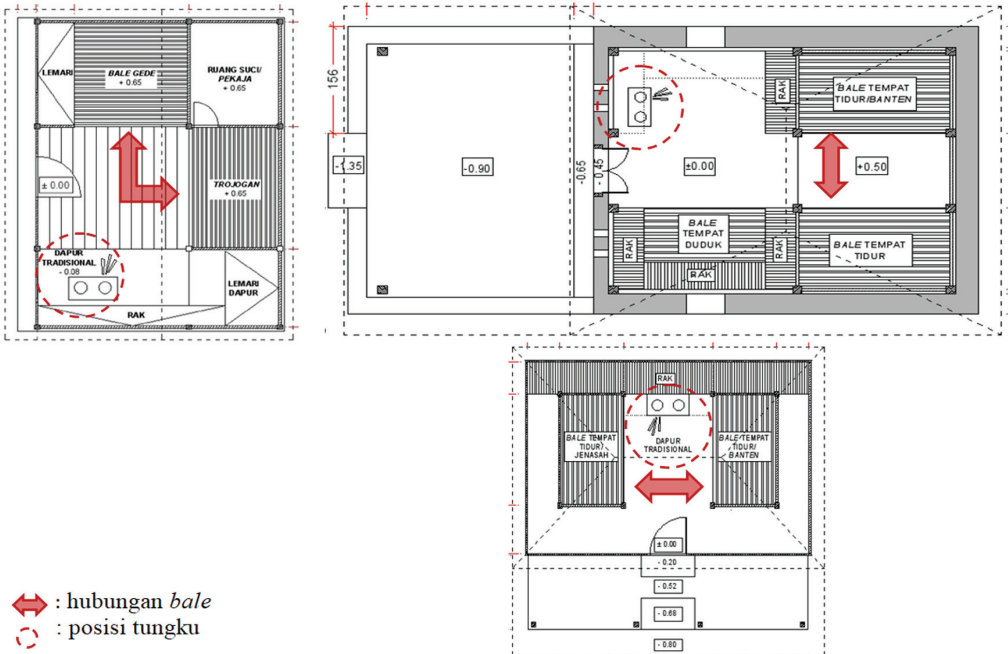 LEMARI
BALE GEDE
+ 0.65
RUANG SUCI/
PEKAJA
+ 0.65
± 0.00
TROJOGAN
+ 0.65
DAPUR
TRADISIONAL
- 0.08
LEMARI
DAPUR
RAK
156
-1.35
-0.90
-0.65
-0.45
±0.00
RAK
BALE TEMPAT
TIDUR/BANTEN
+0.50
BALE
TEMPAT
DUDUK
RAK
RAK
RAK
BALE TEMPAT
TIDUR
RAK
BALE TEMPAT
TIDUR/
JENASAH
DAPUR
TRADISIONAL
BALE TEMPAT
TIDUR/
BANTEN
± 0.00
- 0.20
- 0.52
- 0.68
- 0.80
: hubungan bale
: posisi tungku